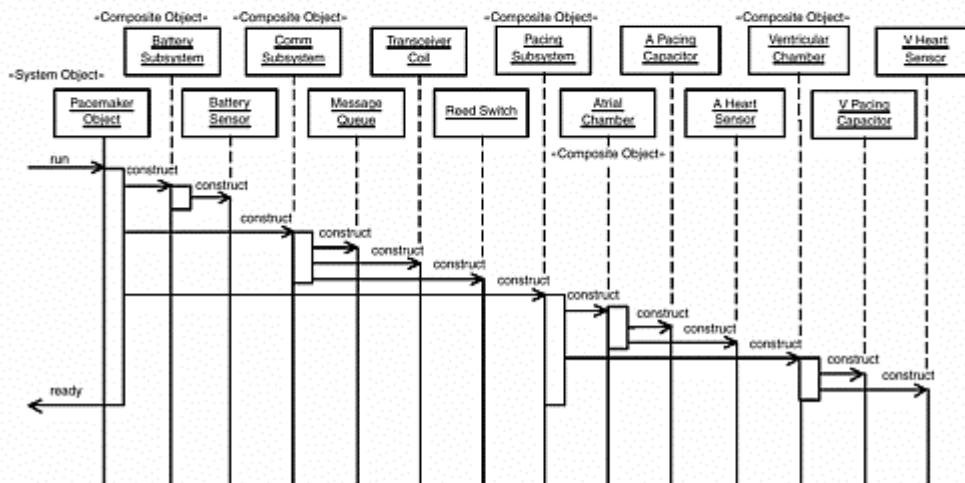 «Composite Object»
«Composite Object»
«Composite Object»
«Composite Object»
Battery
Subsystem
Comm
Subsystem
Transceiver
Coil
Pacing
Subsystem
A Pacing
Capacitor
Ventricular
Chamber
V Heart
Sensor
«System Object»
Pacemaker
Object
Battery
Sensor
Message
Queue
Reed Switch
Atrial
Chamber
A Heart
Sensor
V Pacing
Capacitor
«Composite Object»
run
construct
construct
construct
construct
construct
construct
construct
construct
construct
construct
construct
construct
construct
ready